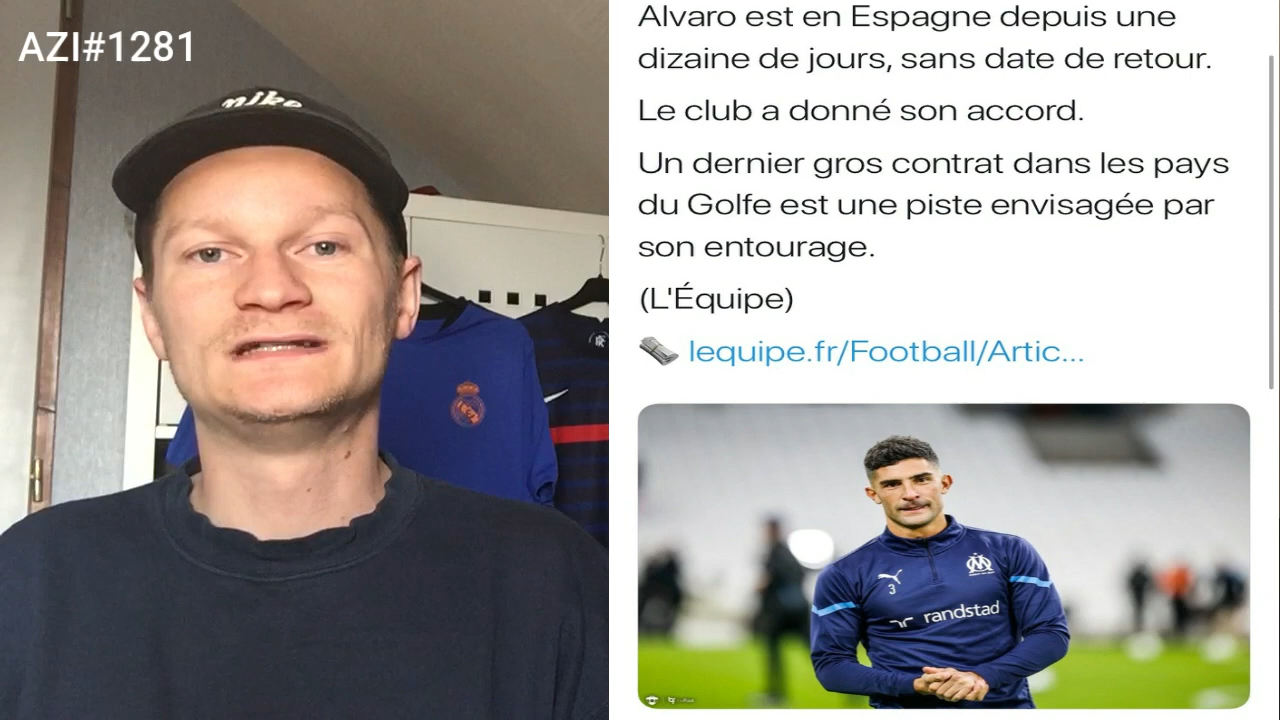 AZI#1281
nike
Alvaro est en Espagne depuis une
dizaine de jours, sans date de retour.
Le club a donné son accord.
Un dernier gros contrat dans les pays
du Golfe est une piste envisagée par
son entourage.
(L'Équipe)
lequipe.fr/Football/Artic...
3
randstad